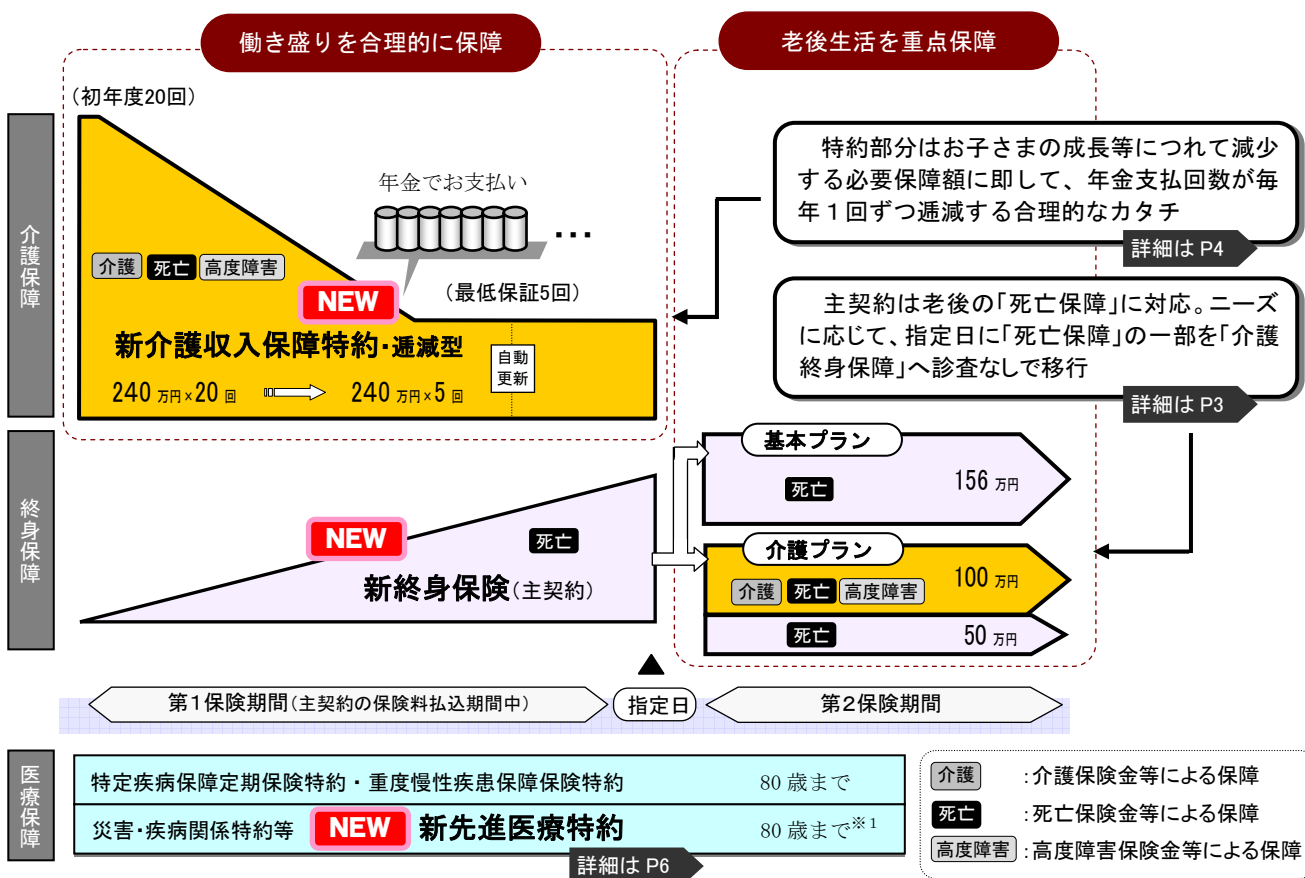 働き盛りを合理的に保障
老後生活を重点保障
介護保障
(初年度20回)
年金でお支払い
…
介護 死亡 高度障害
NEW
(最低保証5回)
新介護収入保障特約・逓減型
自動
更新
240 万円×20 回
240 万円×5 回
特約部分はお子さまの成長等につれて減少
する必要保障額に即して、年金支払回数が毎
年1回ずつ逓減する合理的なカタチ
詳細は P4
主契約は老後の「死亡保障」に対応。ニーズ
に応じて、指定日に「死亡保障」の一部を「介護
終身保障」へ診査なしで移行
詳細は P3
終身保障
NEW
死亡
新終身保険(主契約)
基本プラン
死亡
156 万円
介護プラン
介護 死亡 高度障害
100 万円
死亡
50 万円
第1保険期間(主契約の保険料払込期間中)
指定日
第2保険期間
医療保障
特定疾病保障定期保険特約・重度慢性疾患保障保険特約 80 歳まで
災害・疾病関係特約等 NEW 新先進医療特約 80 歳まで※1
詳細は P6
介護 :介護保険金等による保障
死亡 :死亡保険金等による保障
高度障害 :高度障害保険金等による保障